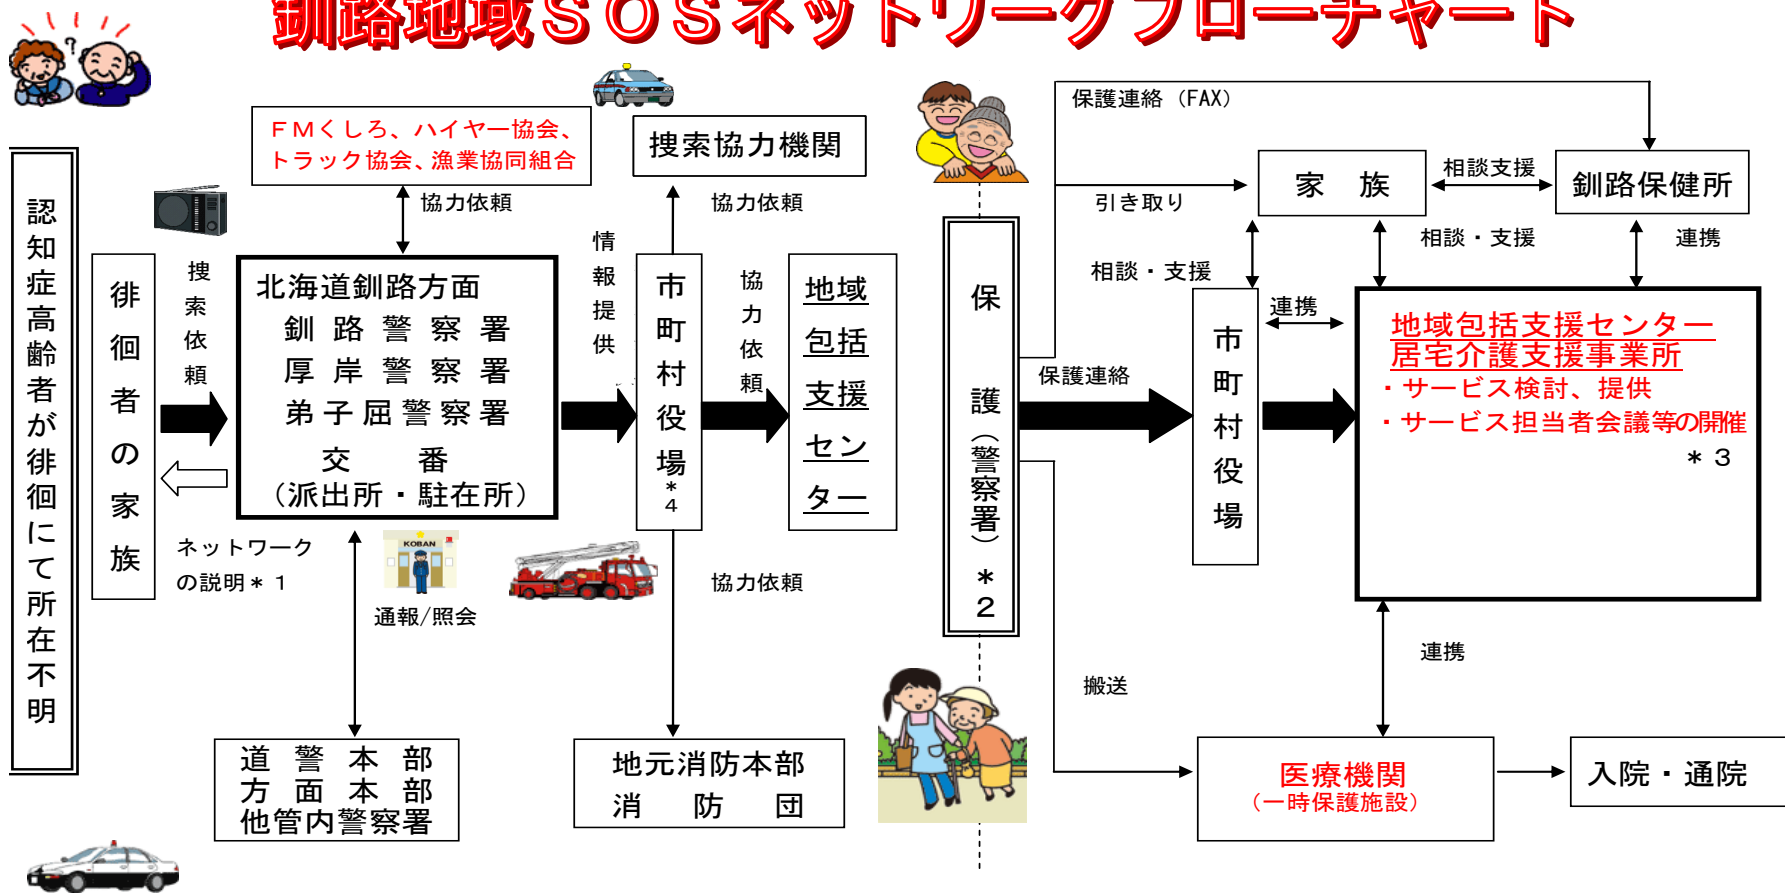 釧路地域SOSネットワークフローチャート
認知症高齢者が徘徊にて所在不明
徘徊者の家族
捜索依頼
ネットワーク
の説明＊１
ＦＭくしろ、ハイヤー協会、
トラック協会、漁業協同組合
協力依頼
北海道釧路方面
釧路警察署
厚岸警察署
弟子屈警察署
交番
（派出所・駐在所）
KOBAN
通報/照会
道警本部
方面本部
他管内警察署
情報提供
捜索協力機関
協力依頼
市町村役場＊4
協力依頼
地域
包括
支援
セン
ター
協力依頼
地元消防本部
消防団
保護（警察署）＊2
保護連絡（FAX）
引き取り
保護連絡
搬送
家族
相談支援
釧路保健所
相談・支援
相談・支援
連携
市町村役場
連携
地域包括支援センター
居宅介護支援事業所
・サービス検討、提供
・サービス担当者会議等の開催
＊３
連携
医療機関
（一時保護施設）
入院・通院